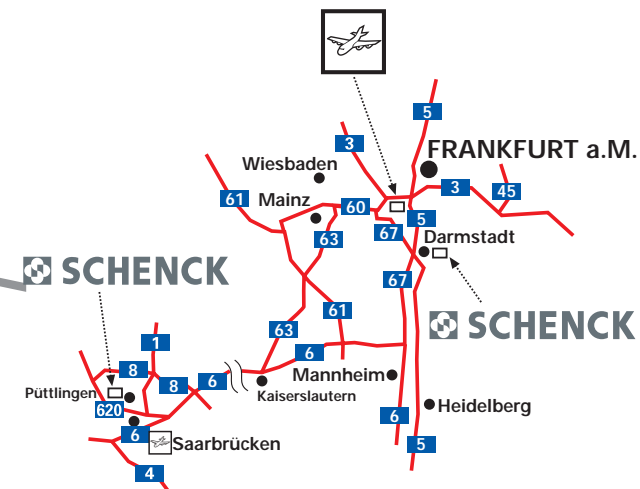 5
3
FRANKFURT a.M.
Wiesbaden
61
Mainz
60
3
45
5
63
67
Darmstadt
SCHENCK
67
61
SCHENCK
1
63
6
8
8
6
Mannheim
Püttlingen
Kaiserslautern
620
Heidelberg
6
6
Saarbrücken
5
4